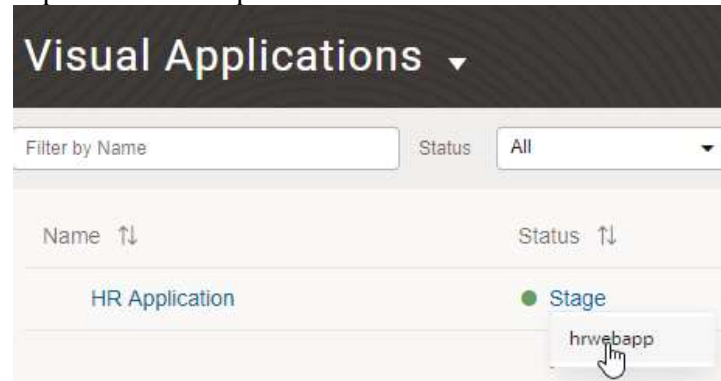 Visual Applications
Filter by Name Status All
Name Status
HR Application Stage
hrwebapp